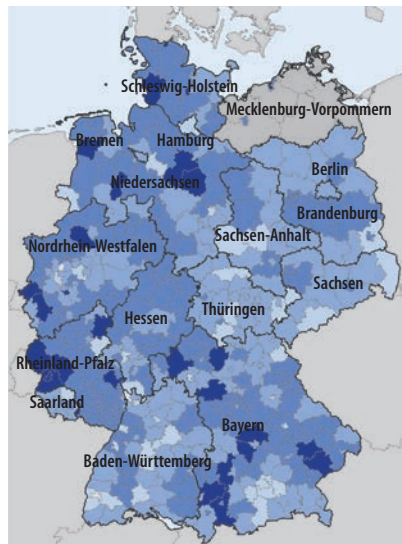 Schleswig-Holstein
Mecklenburg-Vorpommern
Bremen
Hamburg
Berlin
Niedersachsen
Brandenburg
Nordrhein-Westfalen
Sachsen-Anhalt
Sachsen
Thüringen
Hessen
Rheinland-Pfalz
Saarland
Bayern
Baden-Württemberg